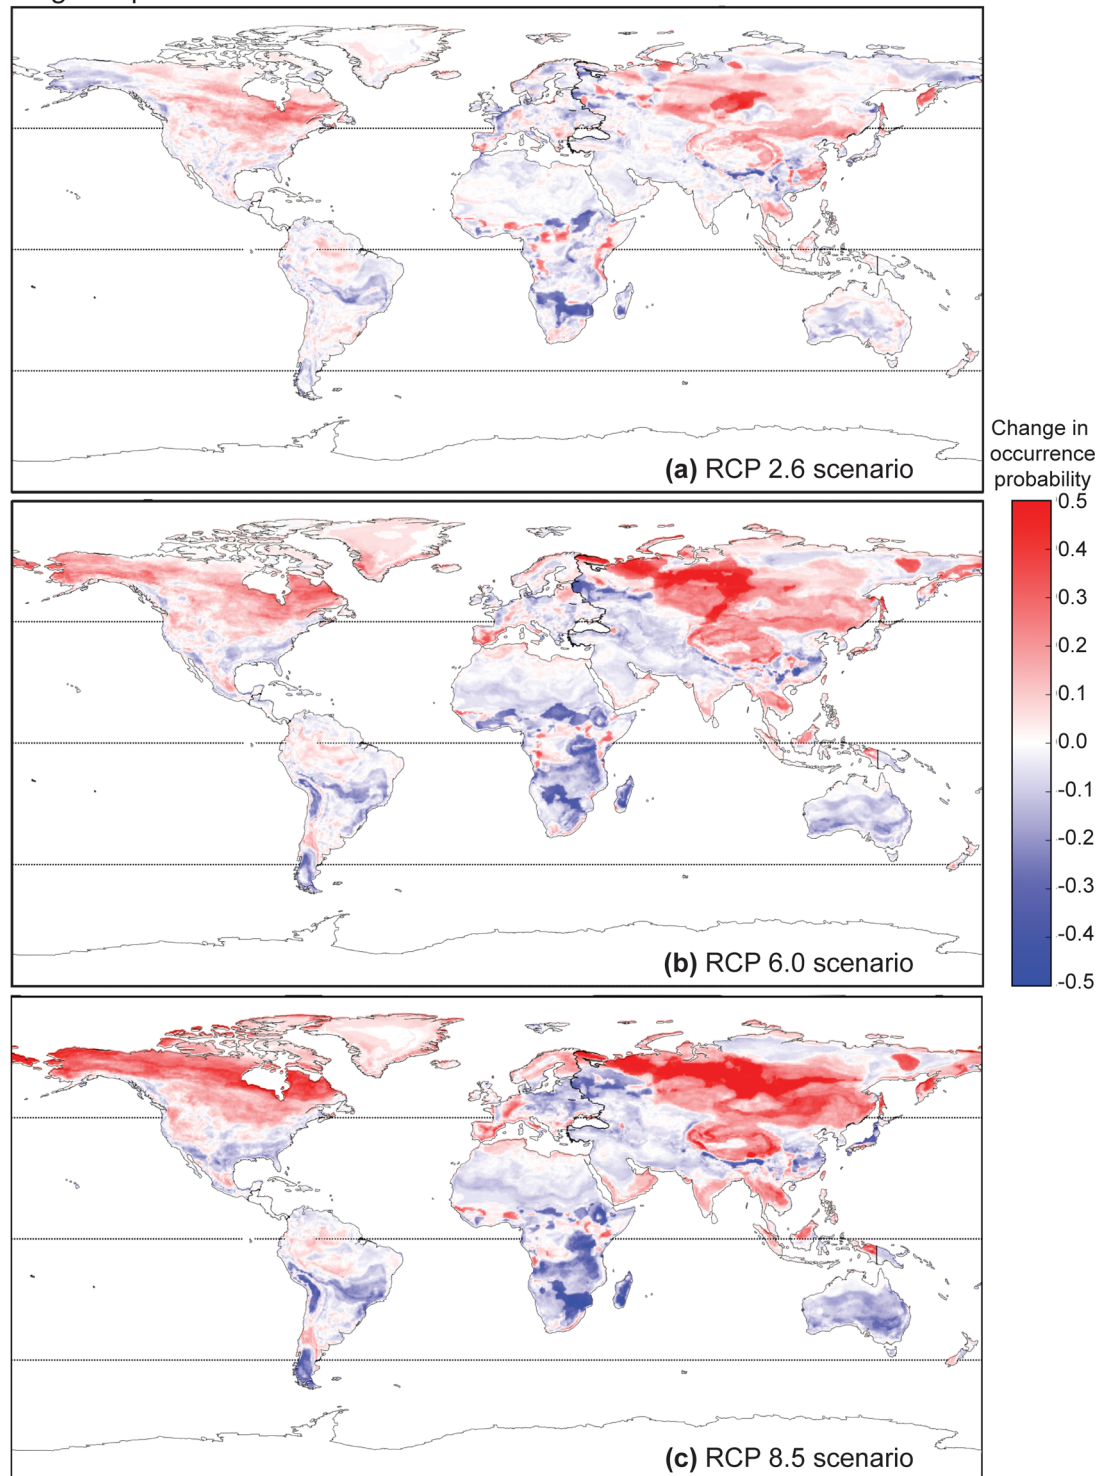 (a) RCP 2.6 scenario
Change in
occurrence
probability
0.5
0.4
0.3
0.2
0.1
0.0
-0.1
-0.2
-0.3
-0.4
-0.5
(b) RCP 6.0 scenario
(c) RCP 8.5 scenario